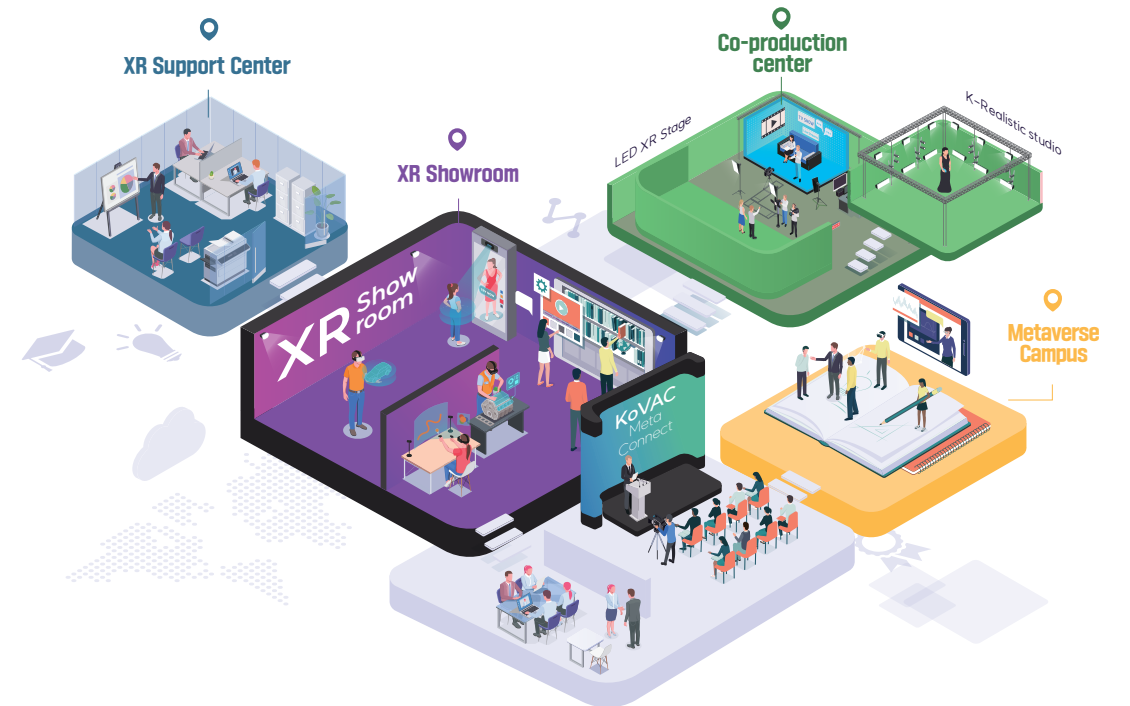 XR Support Center
Co-production
center
LED XR Stage
K-Realistic studio
XR Showroom
XR Show
room
Metaverse
Campus
KoVAC
Meta
Connect